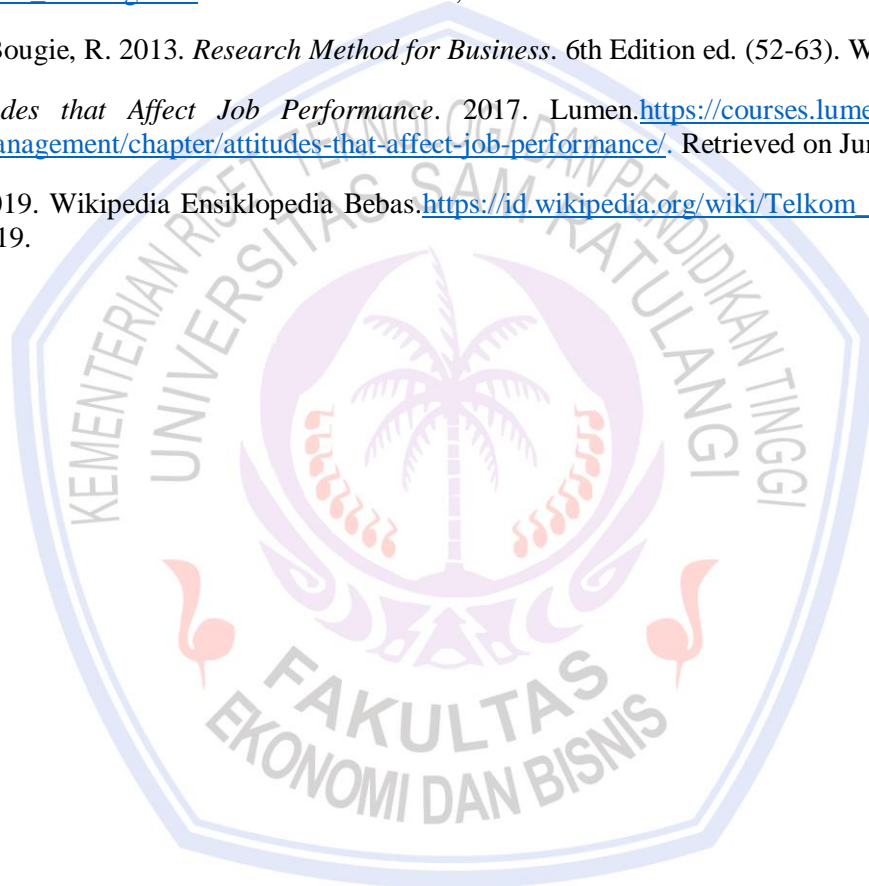 Bougie, R. 2013. Research Method for Business. 6th Edition ed. (52-63). W
des that Affect Job Performance. 2017. Lumen.https://courses.lume
anagement/chapter/attitudes-that-affect-job-performance/. Retrieved on Jun
019. Wikipedia Ensiklopedia Bebas.https://id.wikipedia.org/wiki/Telkom_
19.
KEMENTERIAN RISET TEKNOLOGI DAN PENDIDIKAN TINGGI
UNIVERSITAS SAM RATULANGI
FAKULTAS
EKONOMI DAN BISNIS